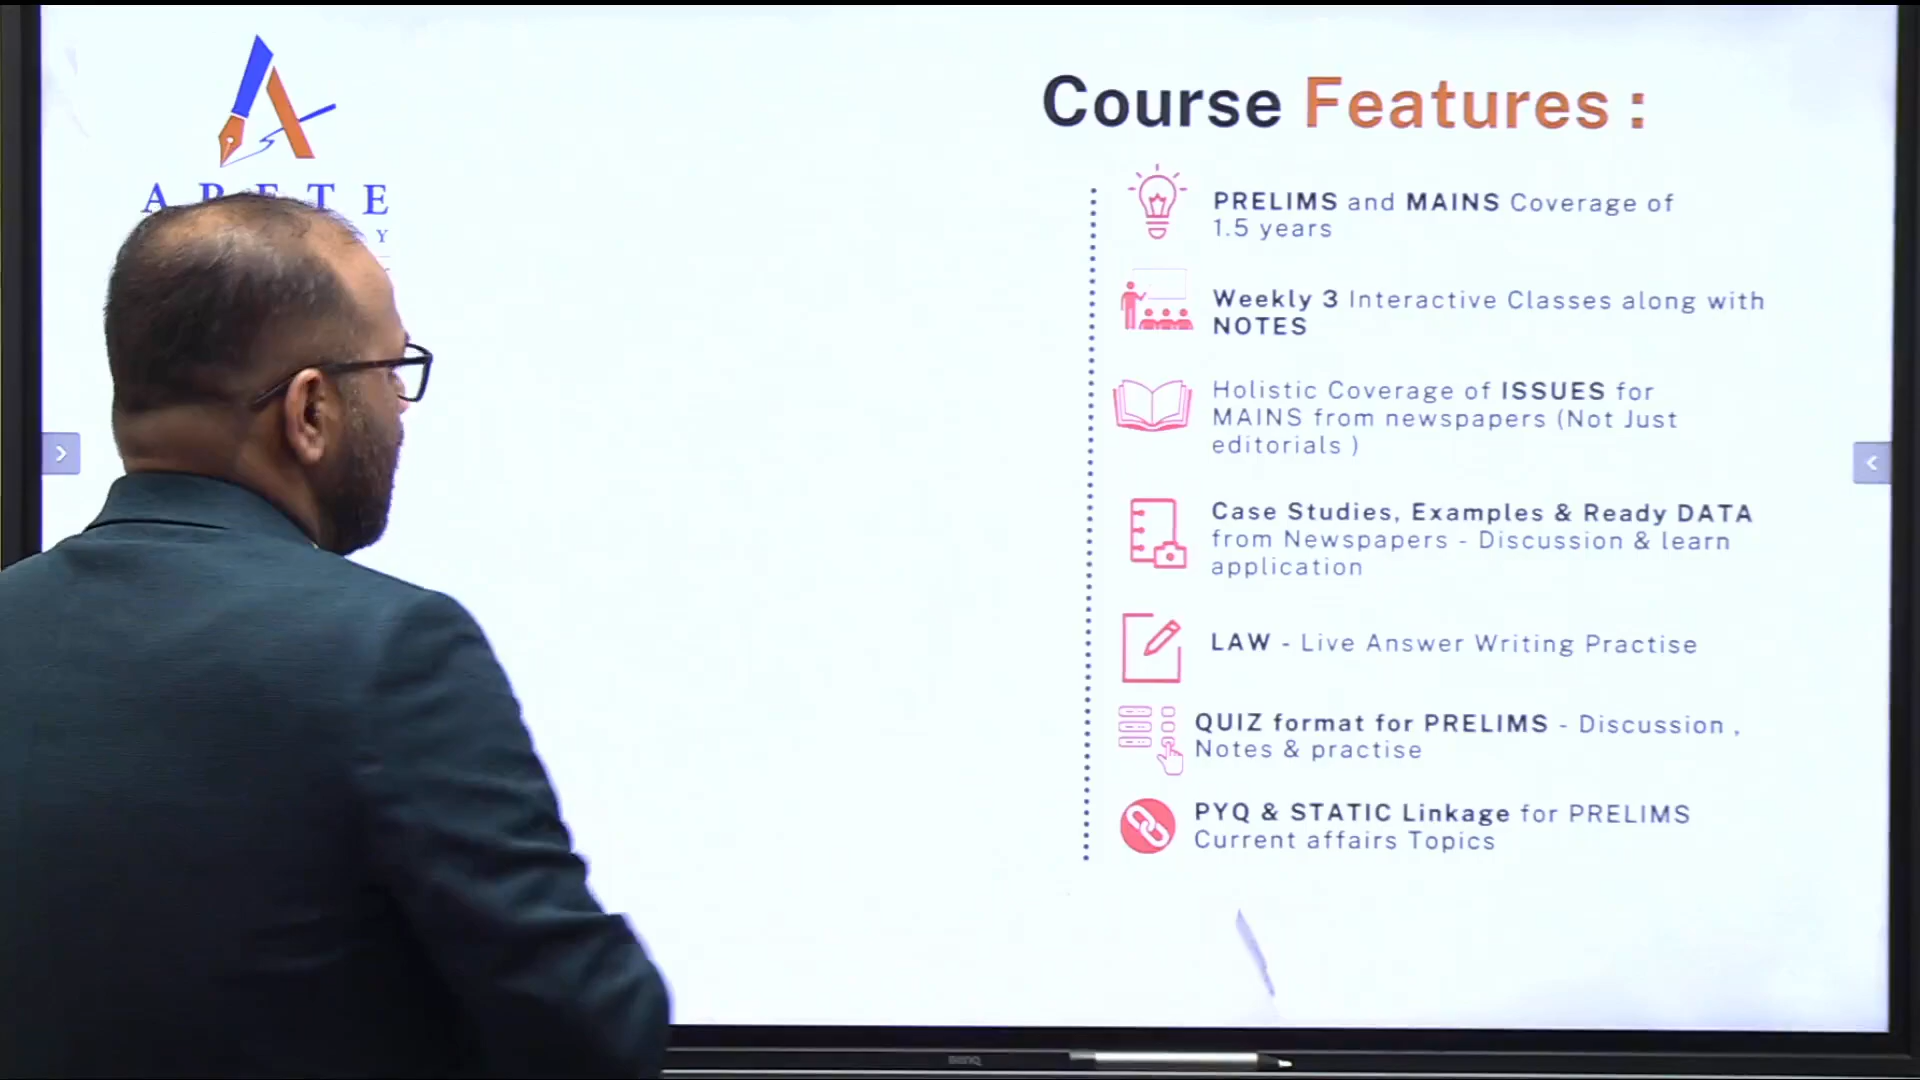 Course Features :
PRELIMS and MAINS Coverage of
1.5 years
Weekly 3 Interactive Classes along with
NOTES
Holistic Coverage of ISSUES for
MAINS from newspapers (Not Just
editorials )
Case Studies, Examples & Ready DATA
from Newspapers - Discussion & learn
application
LAW - Live Answer Writing Practise
QUIZ format for PRELIMS - Discussion ,
Notes & practise
PYQ & STATIC Linkage for PRELIMS
Current affairs Topics
ARETE
BenQ